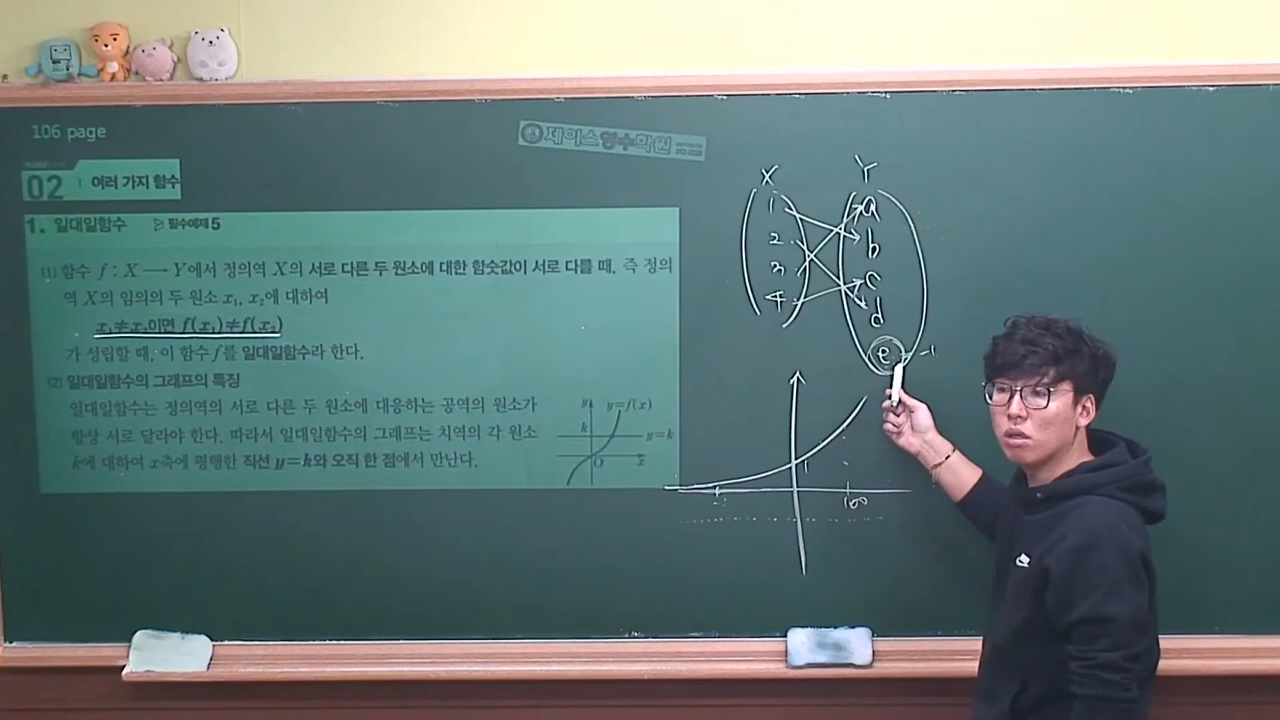 106 page
제이스영수학원
02 여러 가지 함수
1. 일대일함수 ▷ 필수예제 5
(1) 함수 f : X ⟶ Y에서 정의역 X의 서로 다른 두 원소에 대한 함숫값이 서로 다를 때, 즉 정의
역 X의 임의의 두 원소 x₁, x₂에 대하여
x₁≠x₂이면 f(x₁)≠f(x₂)
가 성립할 때, 이 함수 f를 일대일함수라 한다.
(2) 일대일함수의 그래프의 특징
일대일함수는 정의역의 서로 다른 두 원소에 대응하는 공역의 원소가
항상 서로 달라야 한다. 따라서 일대일함수의 그래프는 치역의 각 원소
k에 대하여 x축에 평행한 직선 y=k와 오직 한 점에서 만난다.
y y=f(x)
k y=k
O x
X Y
1 a
2 b
3 c
4 d
e -1
1
100